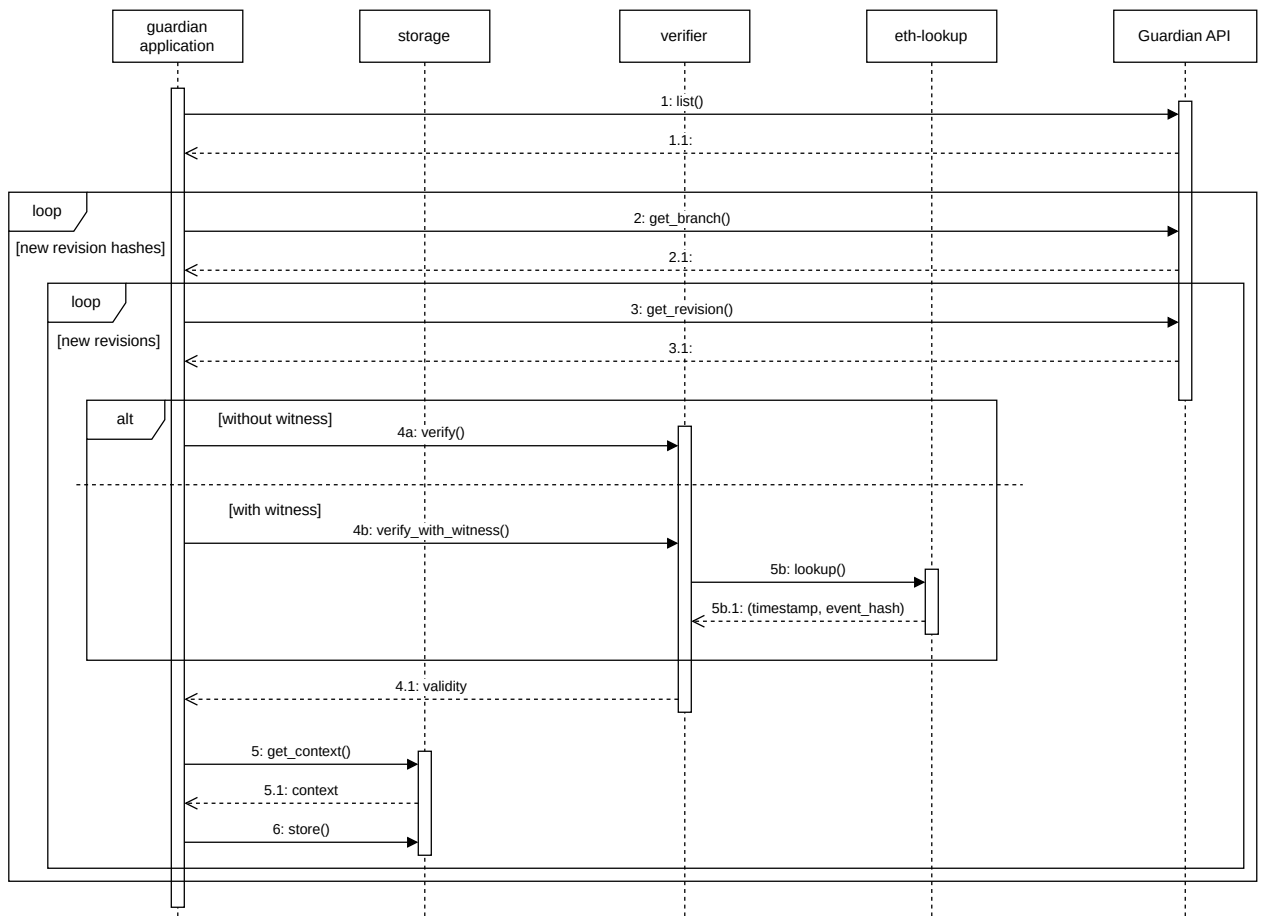 guardian
application
storage
verifier
eth-lookup
Guardian API
1: list()
1.1:
loop
2: get_branch()
[new revision hashes]
2.1:
loop
3: get_revision()
[new revisions]
3.1:
alt
[without witness]
4a: verify()
[with witness]
4b: verify_with_witness()
5b: lookup()
5b.1: (timestamp, event_hash)
4.1: validity
5: get_context()
5.1: context
6: store()